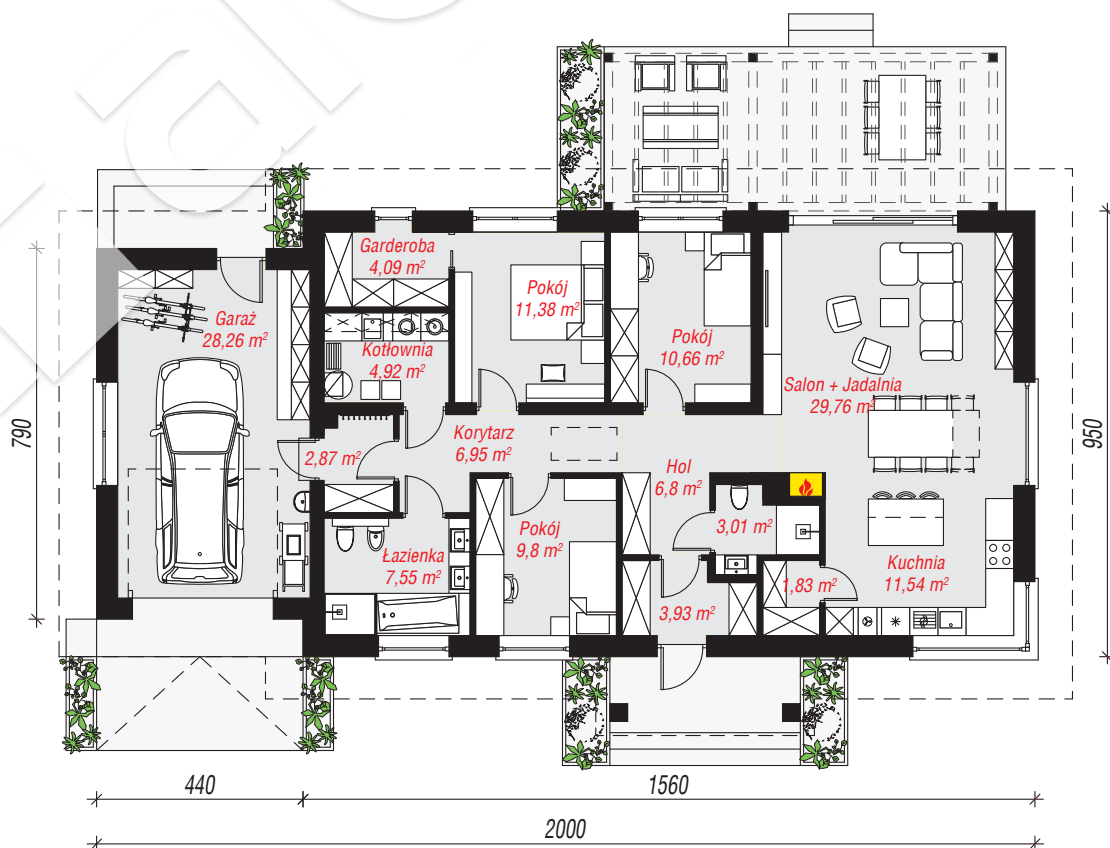 Garderoba
4,09 m²
Pokój
11,38 m²
Garaż
28,26 m²
Kotłownia
4,92 m²
Pokój
10,66 m²
Salon + Jadalnia
29,76 m²
790
950
2,87 m²
Korytarz
6,95 m²
Hol
6,8 m²
Pokój
9,8 m²
3,01 m²
Łazienka
7,55 m²
Kuchnia
11,54 m²
1,83 m²
3,93 m²
440
1560
2000